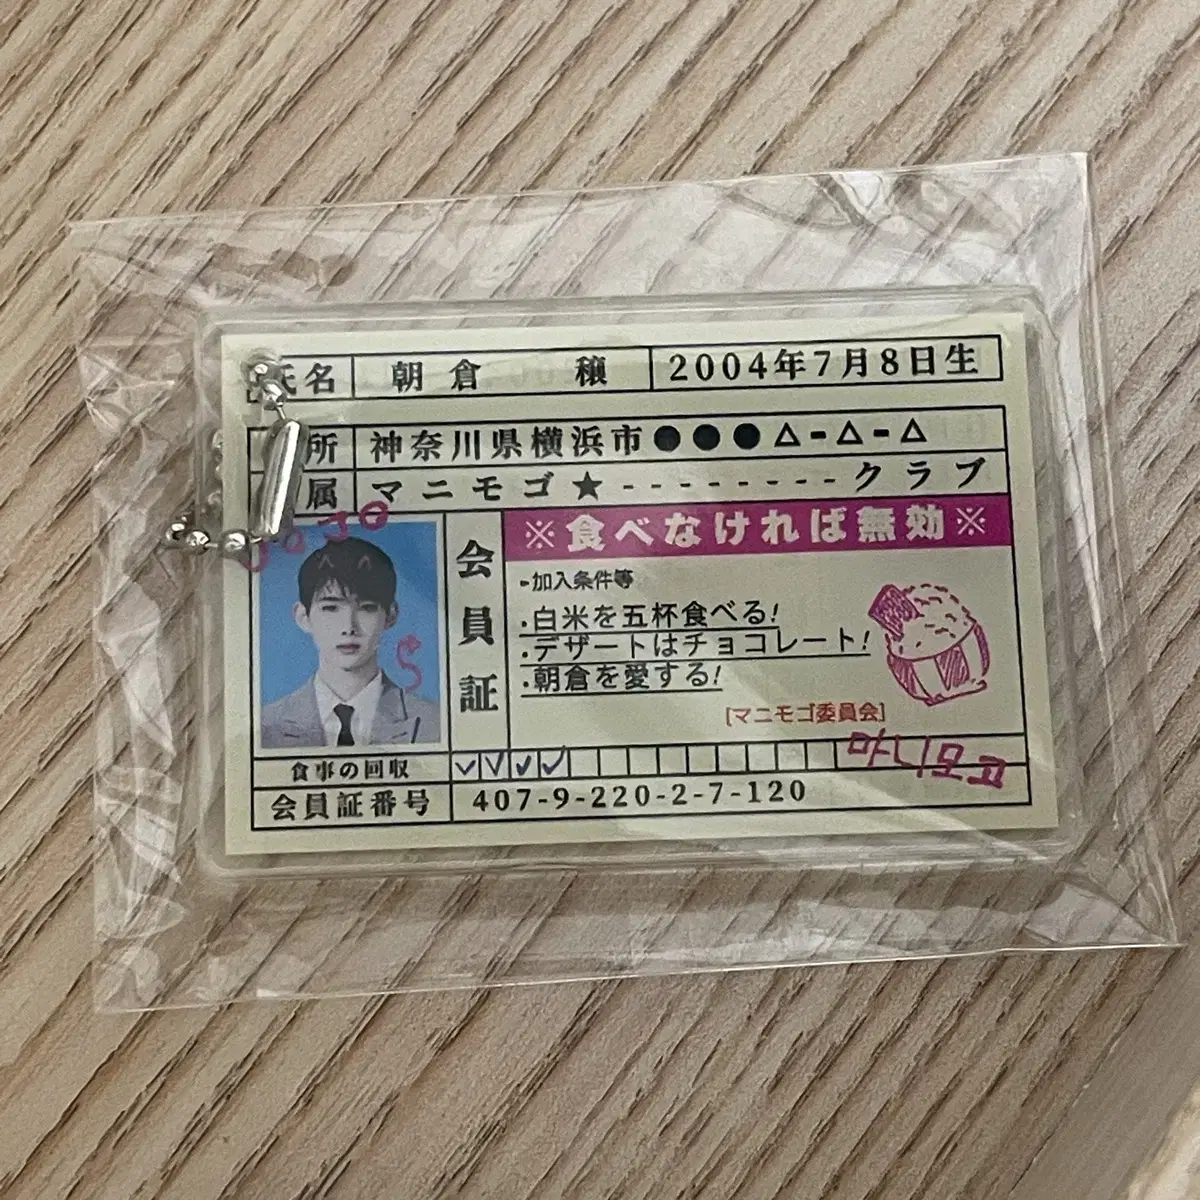 氏名 朝倉 穣 2004年7月8日生
所 神奈川県横浜市●●●△-△-△
属 マニモゴ★--------クラブ
※食べなければ無効※
会員証
-加入条件等
・白米を五杯食べる!
・デザートはチョコレート!
・朝倉を愛する!
[マニモゴ委員会]
마니모고
食事の回収
会員証番号 407-9-220-2-7-120